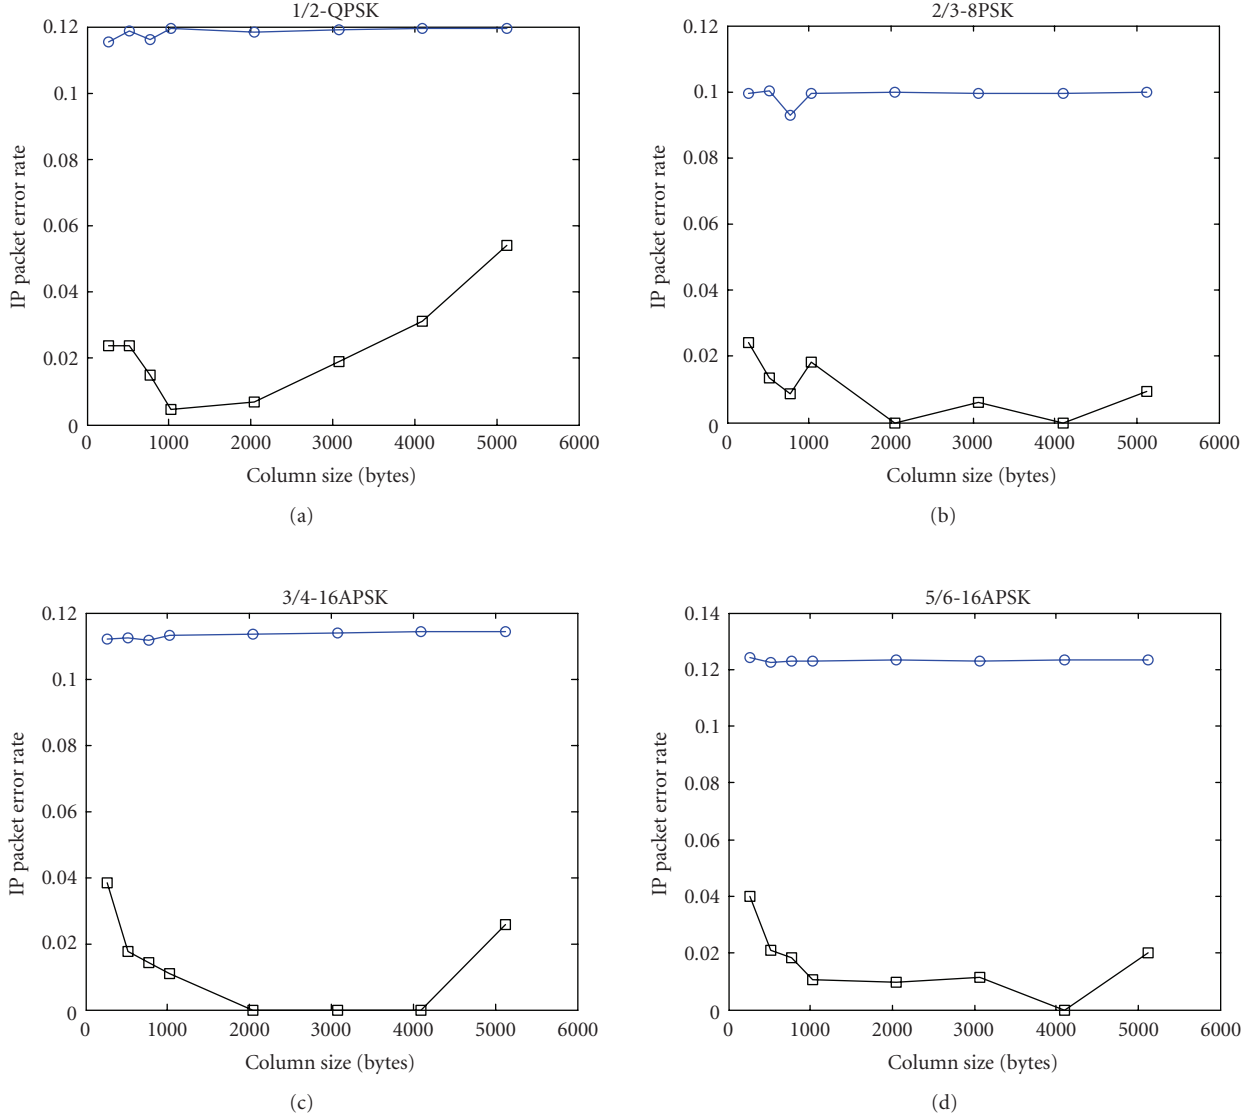 1/2-QPSK
0.12
0.1
0.08
0.06
0.04
0.02
0
IP packet error rate
0 1000 2000 3000 4000 5000 6000
Column size (bytes)
(a)
2/3-8PSK
0.12
0.1
0.08
0.06
0.04
0.02
0
IP packet error rate
0 1000 2000 3000 4000 5000 6000
Column size (bytes)
(b)
3/4-16APSK
0.12
0.1
0.08
0.06
0.04
0.02
0
IP packet error rate
0 1000 2000 3000 4000 5000 6000
Column size (bytes)
(c)
5/6-16APSK
0.14
0.12
0.1
0.08
0.06
0.04
0.02
0
IP packet error rate
0 1000 2000 3000 4000 5000 6000
Column size (bytes)
(d)